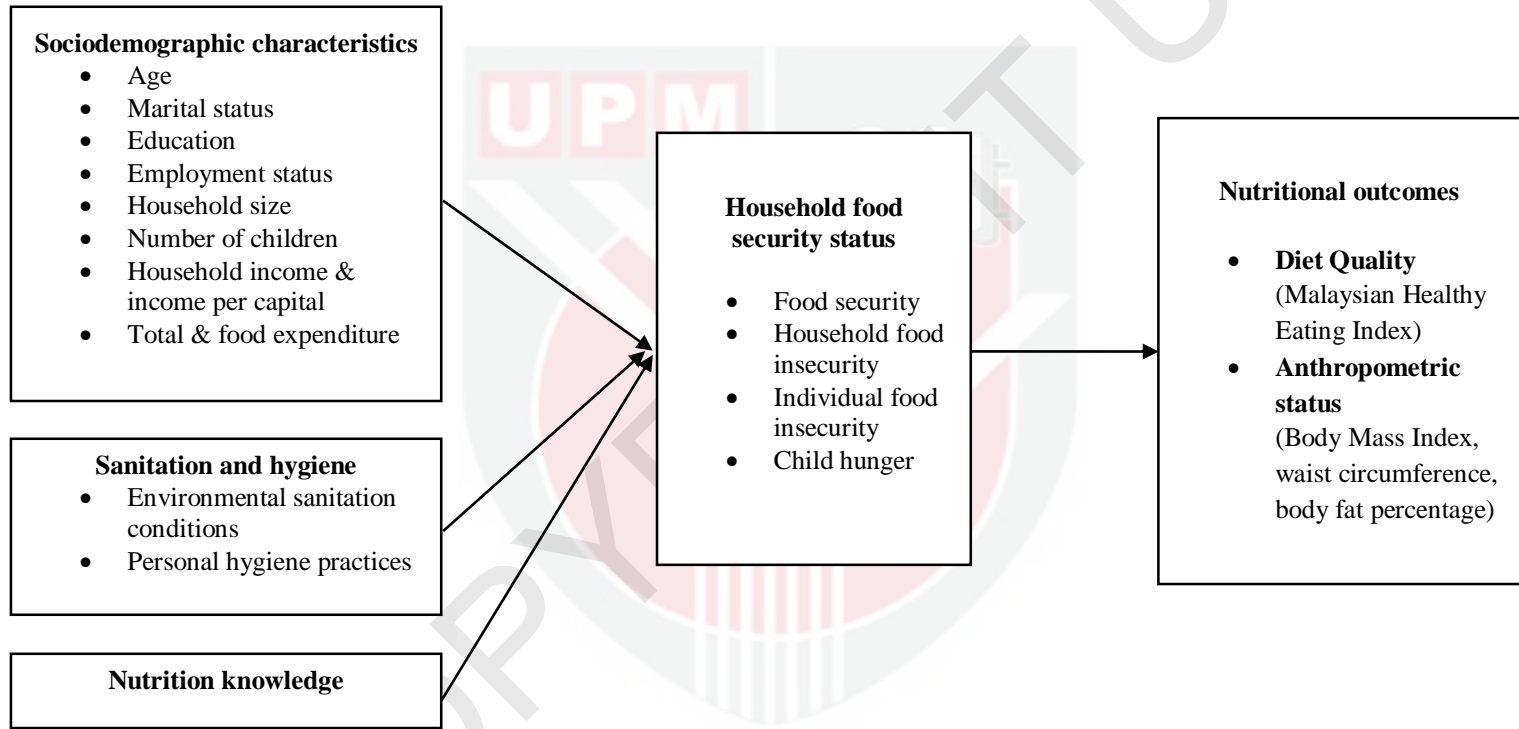 Sociodemographic characteristics
• Age
• Marital status
• Education
• Employment status
• Household size
• Number of children
• Household income &
income per capital
• Total & food expenditure
Sanitation and hygiene
• Environmental sanitation
conditions
• Personal hygiene practices
Nutrition knowledge
UPM
Household food
security status
• Food security
• Household food
insecurity
• Individual food
insecurity
• Child hunger
Nutritional outcomes
• Diet Quality
(Malaysian Healthy
Eating Index)
• Anthropometric
status
(Body Mass Index,
waist circumference,
body fat percentage)